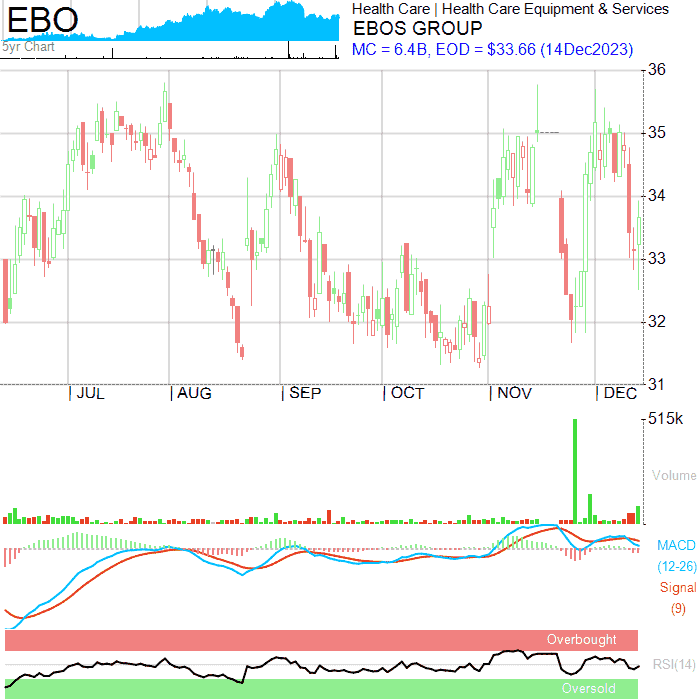 EBO
5yr Chart
Health Care | Health Care Equipment & Services
EBOS GROUP
MC = 6.4B, EOD = $33.66 (14Dec2023)
36
35
34
33
32
31
JUL
AUG
SEP
OCT
NOV
DEC
515k
Volume
MACD
(12-26)
Signal
(9)
Overbought
RSI(14)
Oversold